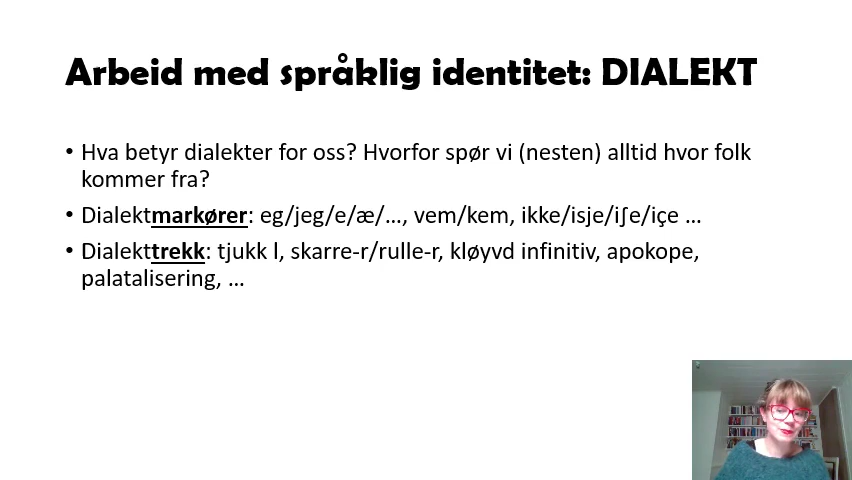 Arbeid med språklig identitet: DIALEKT
• Hva betyr dialekter for oss? Hvorfor spør vi (nesten) alltid hvor folk
kommer fra?
• Dialektmarkører: eg/jeg/e/æ/…, vem/kem, ikke/isje/iʃe/içe …
• Dialekttrekk: tjukk l, skarre-r/rulle-r, kløyvd infinitiv, apokope,
palatalisering, …